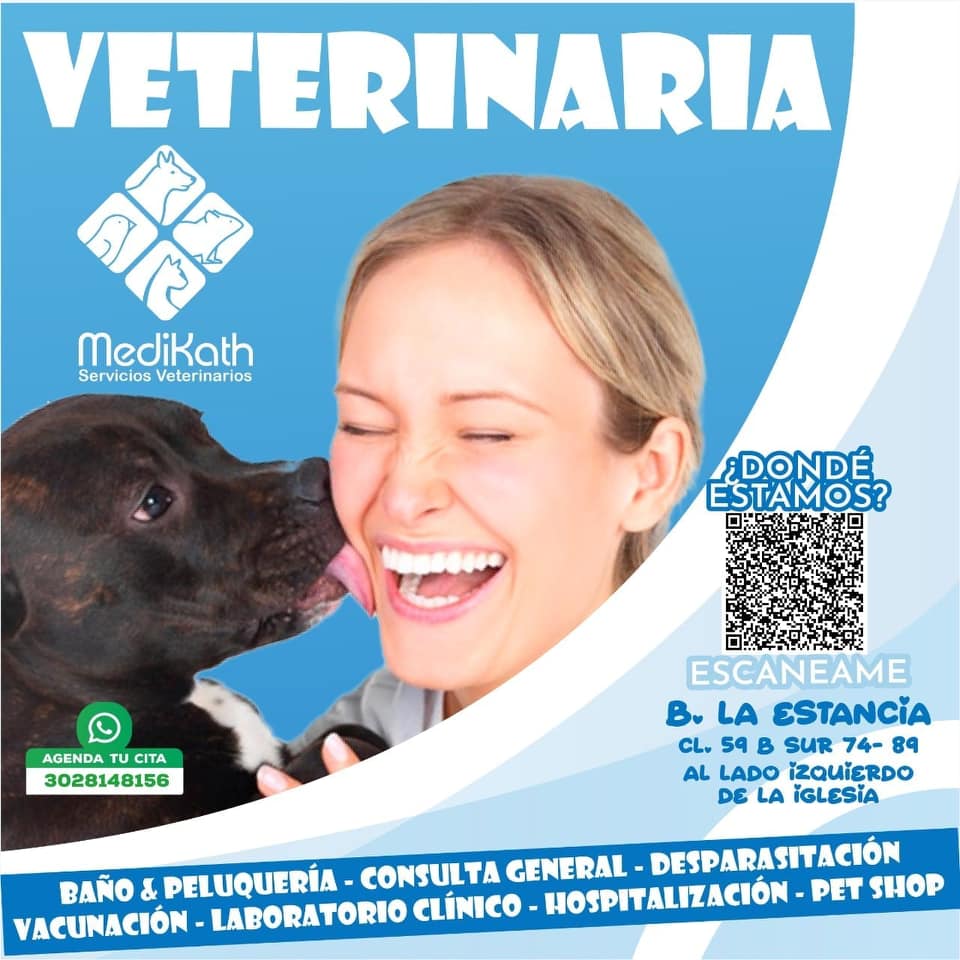 VETERINARIA
MediKath
Servicios Veterinarios
¿DONDÉ
ESTAMOS?
ESCANEAME
B. LA ESTANCIA
CL. 59 B SUR 74- 89
AL LADO IZQUIERDO
DE LA IGLESIA
AGENDA TU CITA
3028148156
BAÑO & PELUQUERÍA - CONSULTA GENERAL - DESPARASITACIÓN
VACUNACIÓN - LABORATORIO CLÍNICO - HOSPITALIZACIÓN - PET SHOP